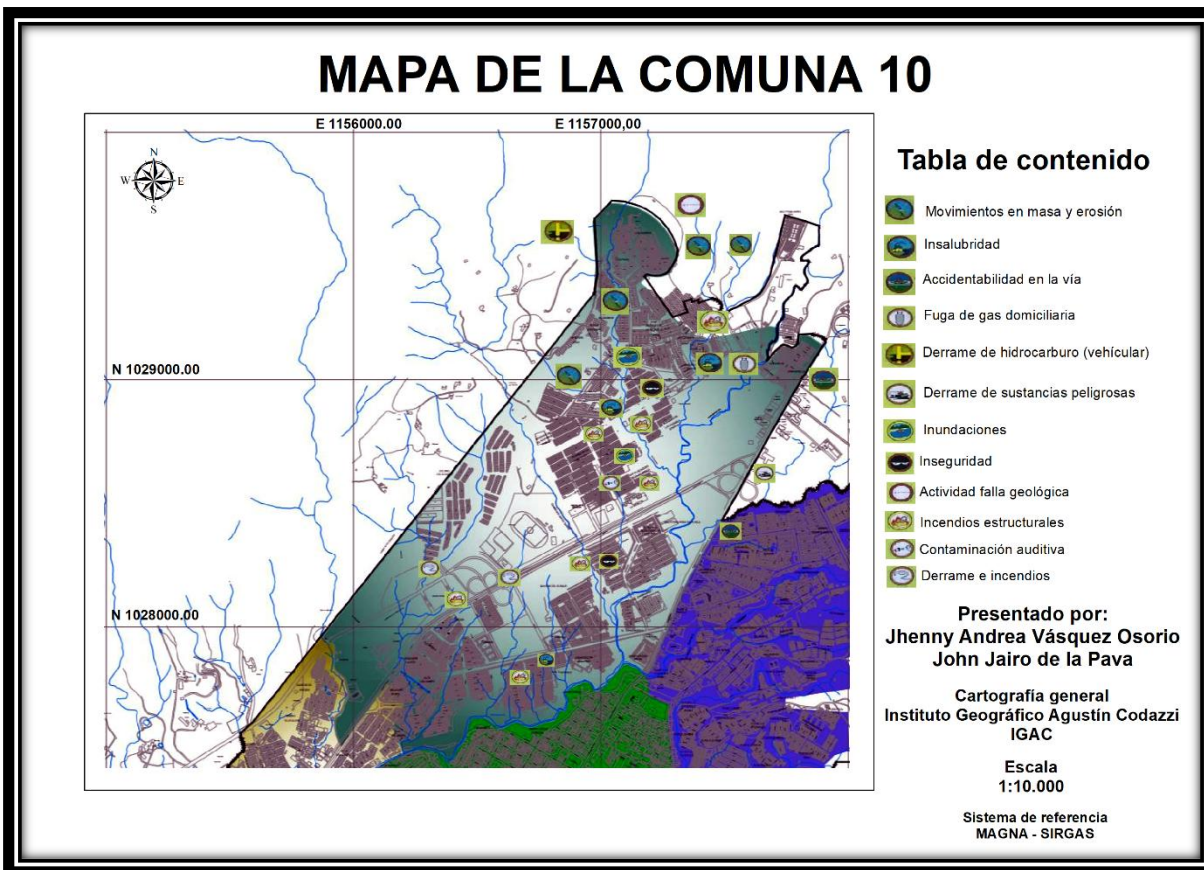 MAPA DE LA COMUNA 10
E 1156000.00
E 1157000,00
N
W
E
S
N 1029000.00
N 1028000.00
Tabla de contenido
Movimientos en masa y erosión
Insalubridad
Accidentabilidad en la vía
Fuga de gas domiciliaria
Derrame de hidrocarburo (vehícular)
Derrame de sustancias peligrosas
Inundaciones
Inseguridad
Actividad falla geológica
Incendios estructurales
Contaminación auditiva
Derrame e incendios
Presentado por:
Jhenny Andrea Vásquez Osorio
John Jairo de la Pava
Cartografía general
Instituto Geográfico Agustín Codazzi
IGAC
Escala
1:10.000
Sistema de referencia
MAGNA - SIRGAS